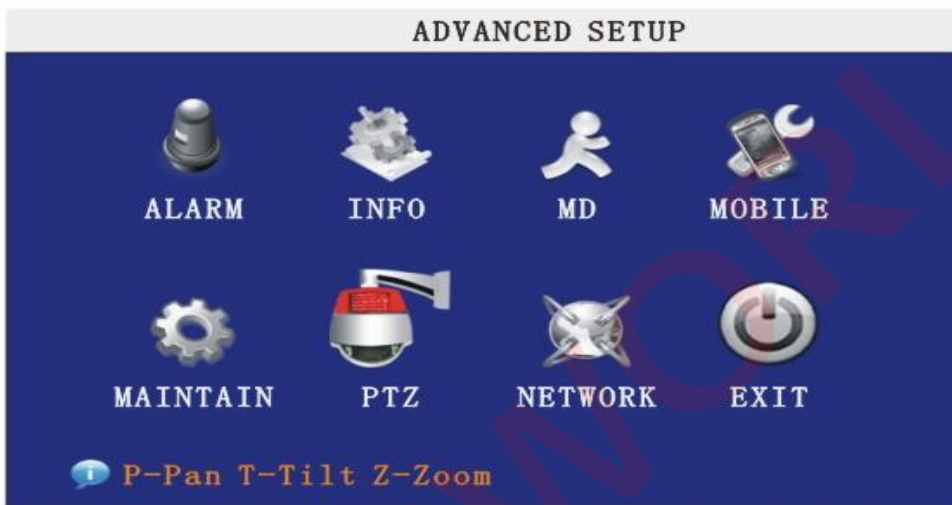 ADVANCED SETUP
ALARM INFO MD MOBILE
MAINTAIN PTZ NETWORK EXIT
P-Pan T-Tilt Z-Zoom